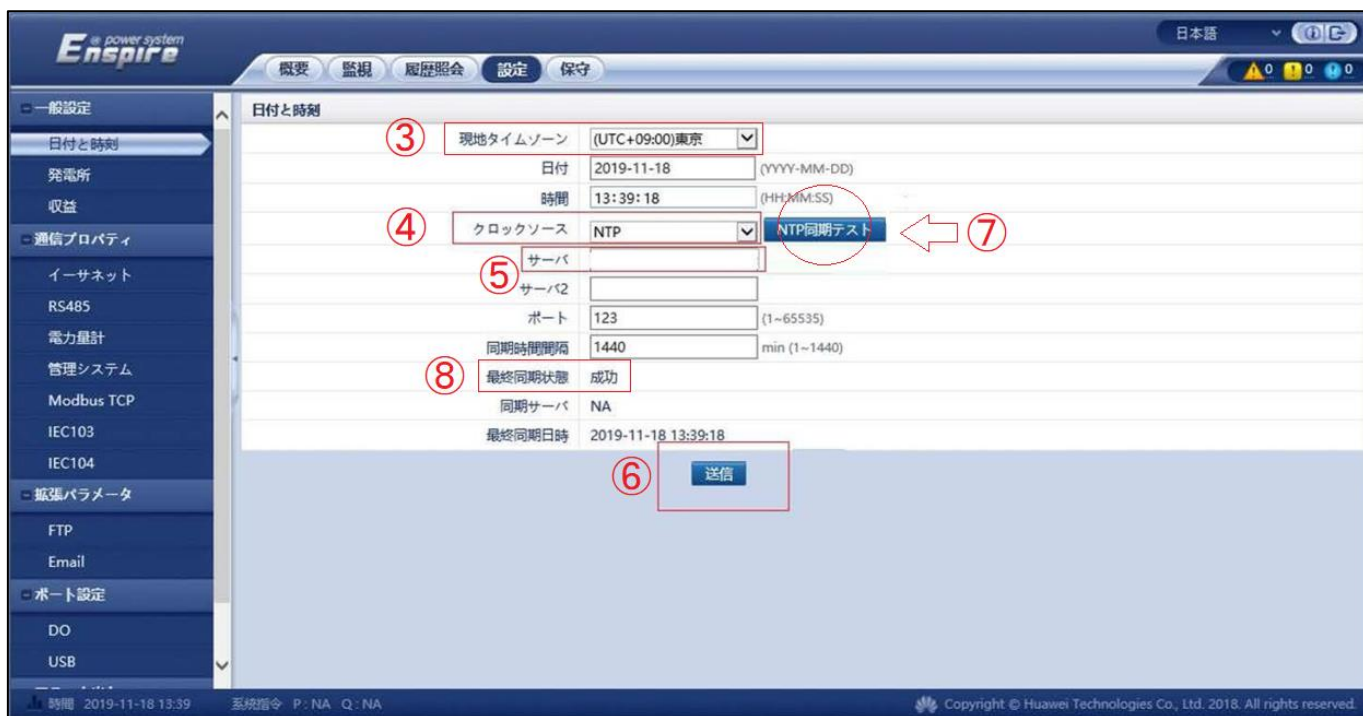 e power system
Enspire
日本語
概要 監視 履歴照会 設定 保守
0 0 0
一般設定
日付と時刻
発電所
収益
通信プロパティ
イーサネット
RS485
電力量計
管理システム
Modbus TCP
IEC103
IEC104
拡張パラメータ
FTP
Email
ポート設定
DO
USB
日付と時刻
③ 現地タイムゾーン (UTC+09:00)東京
日付 2019-11-18 (YYYY-MM-DD)
時間 13:39:18 (HH:MM:SS)
④ クロックソース NTP NTP同期テスト ⑦
⑤ サーバ
サーバ2
ポート 123 (1~65535)
同期時間間隔 1440 min (1~1440)
⑧ 最終同期状態 成功
同期サーバ NA
最終同期日時 2019-11-18 13:39:18
⑥ 送信
時間 2019-11-18 13:39 系統指令 P : NA Q : NA Copyright © Huawei Technologies Co., Ltd. 2018. All rights reserved.